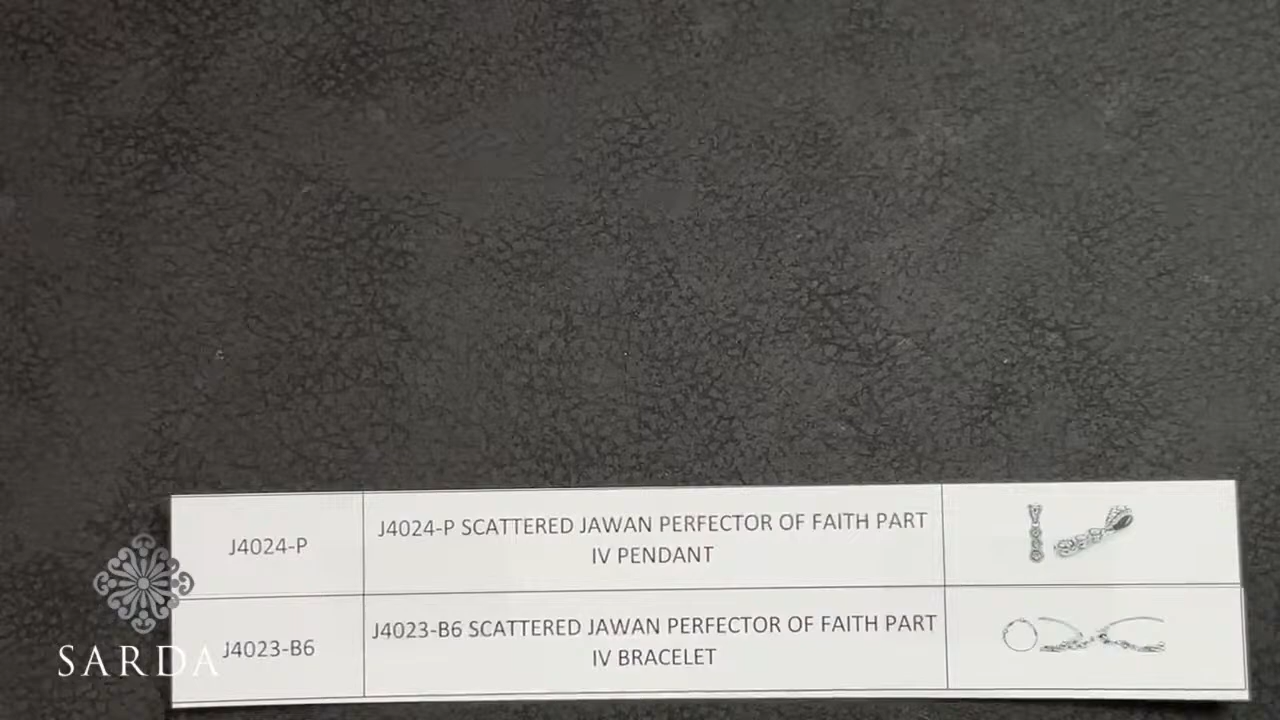 J4024-P
J4024-P SCATTERED JAWAN PERFECTOR OF FAITH PART
IV PENDANT
J4023-B6
J4023-B6 SCATTERED JAWAN PERFECTOR OF FAITH PART
IV BRACELET
SARDA